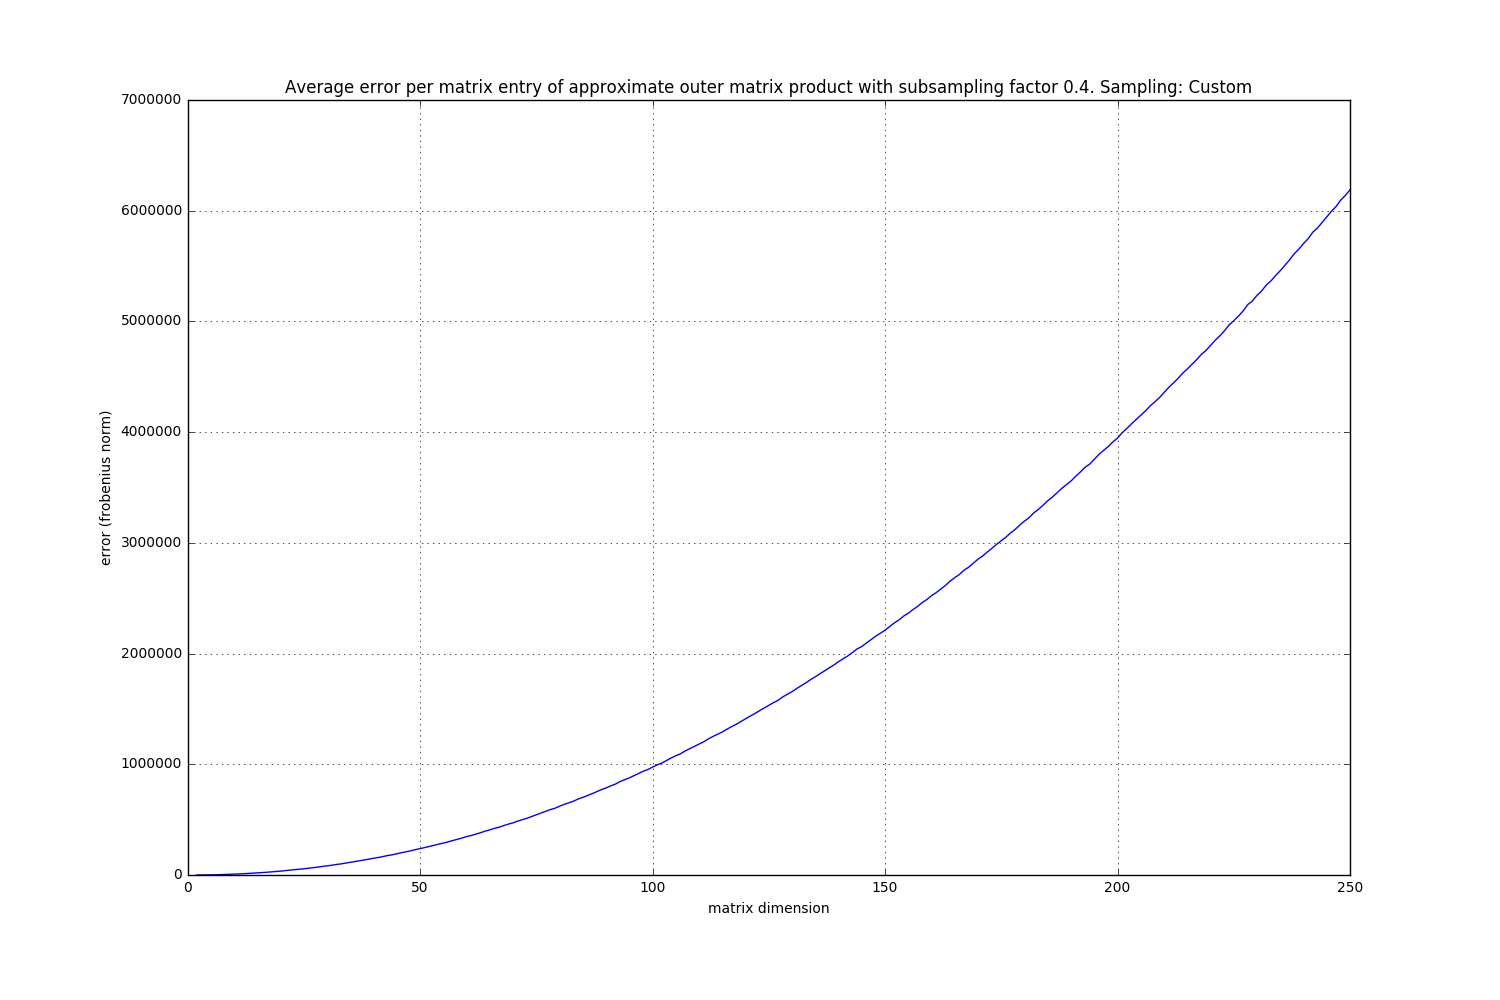 Average error per matrix entry of approximate outer matrix product with subsampling factor 0.4. Sampling: Custom
7000000
6000000
5000000
4000000
3000000
2000000
1000000
0
error (frobenius norm)
0 50 100 150 200 250
matrix dimension